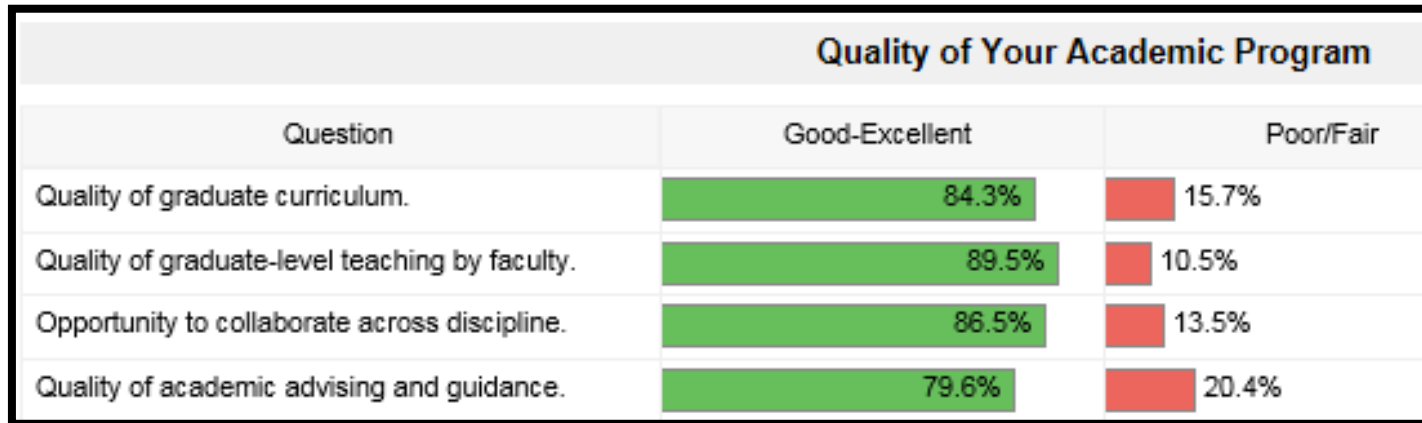 Quality of Your Academic Program
Question Good-Excellent Poor/Fair
Quality of graduate curriculum. 84.3% 15.7%
Quality of graduate-level teaching by faculty. 89.5% 10.5%
Opportunity to collaborate across discipline. 86.5% 13.5%
Quality of academic advising and guidance. 79.6% 20.4%